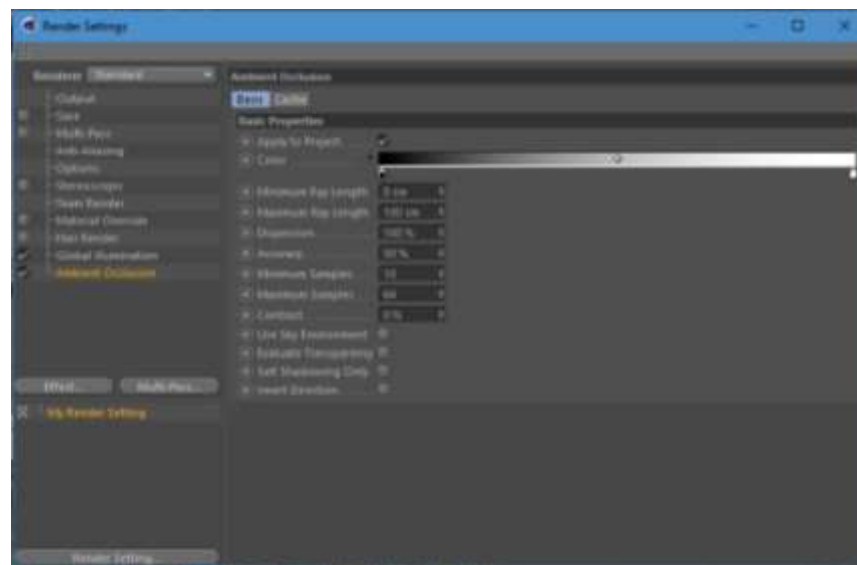 Render Settings
Renderer Standard
Output
Save
Multi-Pass
Anti-Aliasing
Options
Stereoscopic
Team Render
Material Override
Hair Render
Global Illumination
Ambient Occlusion
Effect... Multi-Pass...
My Render Setting
Render Setting...
Ambient Occlusion
Basic Cache
Basic Properties
Apply to Project
Color
Minimum Ray Length 0 cm
Maximum Ray Length 100 cm
Dispersion 100 %
Accuracy 50 %
Minimum Samples 10
Maximum Samples 64
Contrast 0 %
Use Sky Environment
Evaluate Transparency
Self Shadowing Only
Invert Direction